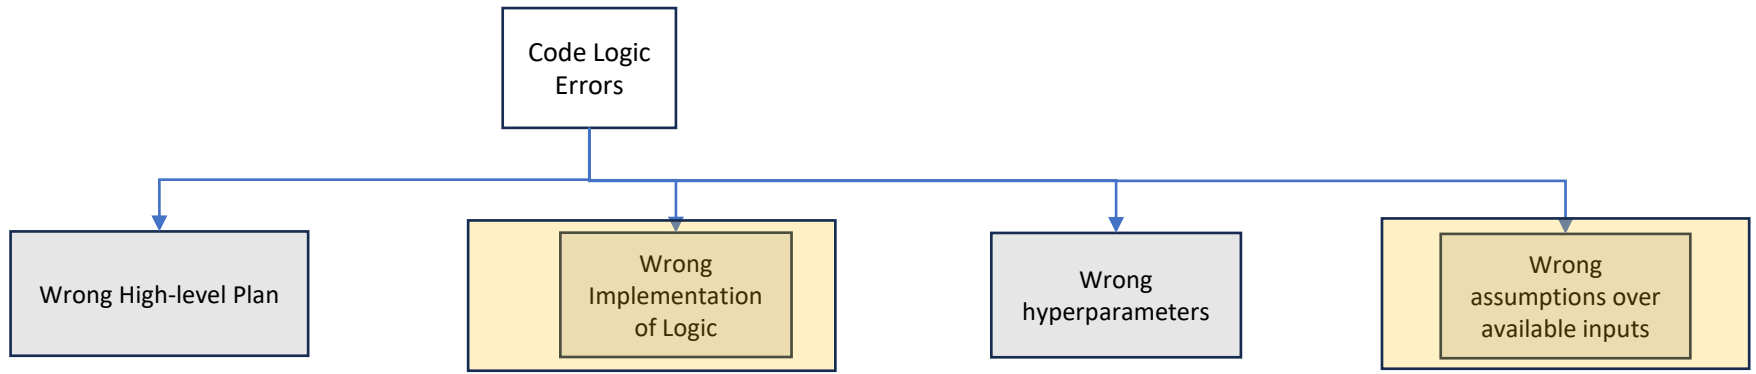 Code Logic
Errors
Wrong High-level Plan
Wrong
Implementation
of Logic
Wrong
hyperparameters
Wrong
assumptions over
available inputs